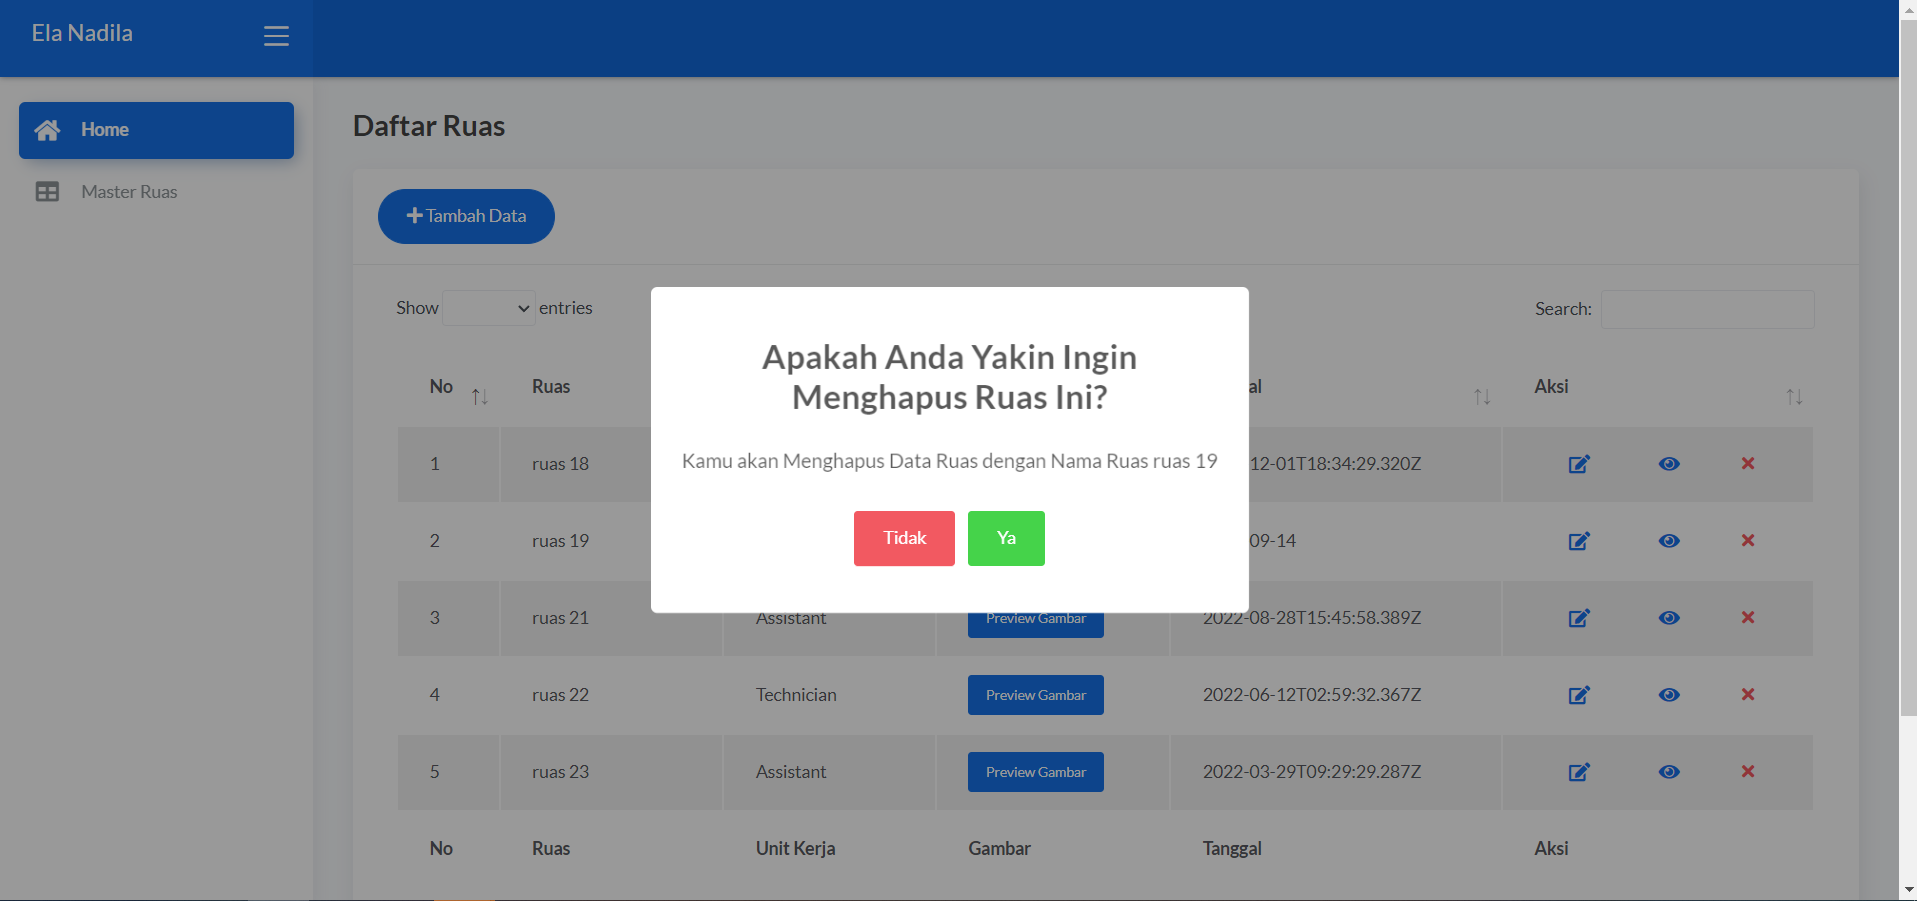 Ela Nadila
Home
Master Ruas
Daftar Ruas
Tambah Data
Show entries
Search:
No Ruas al Aksi
1 ruas 18 12-01T18:34:29.320Z
2 ruas 19 09-14
3 ruas 21 Assistant Preview Gambar 2022-08-28T15:45:58.389Z
4 ruas 22 Technician Preview Gambar 2022-06-12T02:59:32.367Z
5 ruas 23 Assistant Preview Gambar 2022-03-29T09:29:29.287Z
No Ruas Unit Kerja Gambar Tanggal Aksi
Apakah Anda Yakin Ingin
Menghapus Ruas Ini?
Kamu akan Menghapus Data Ruas dengan Nama Ruas ruas 19
Tidak
Ya